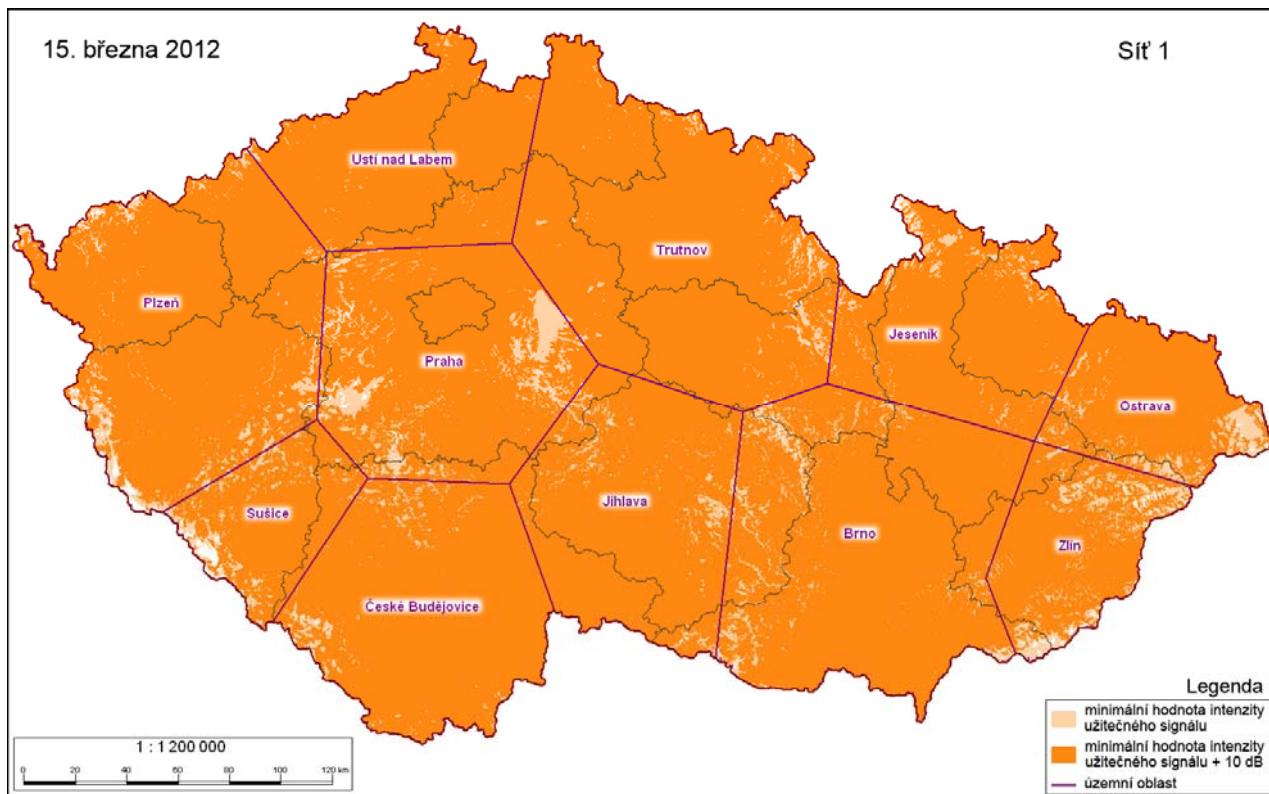 15. března 2012
Síť 1
Ustí nad Labem
Trutnov
Plzeň
Jeseník
Praha
Ostrava
Sušice
Jihlava
Brno
Zlín
České Budějovice
Legenda
minimální hodnota intenzity
užitečného signálu
minimální hodnota intenzity
užitečného signálu + 10 dB
územní oblast
1 : 1 200 000
0 20 40 60 80 100 120 km